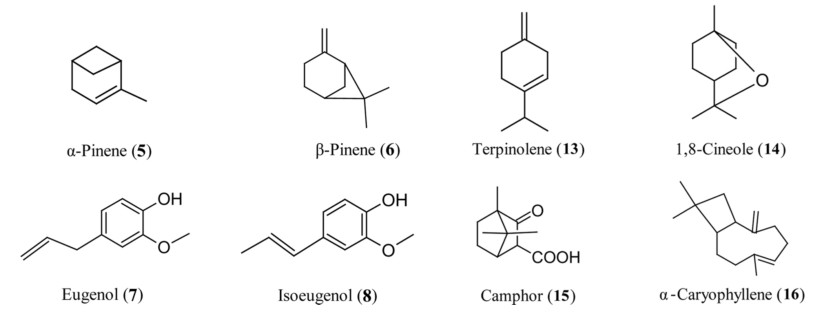 O
α-Pinene (5)
β-Pinene (6)
Terpinolene (13)
1,8-Cineole (14)
OH
O
OH
O
O
COOH
Eugenol (7)
Isoeugenol (8)
Camphor (15)
α-Caryophyllene (16)